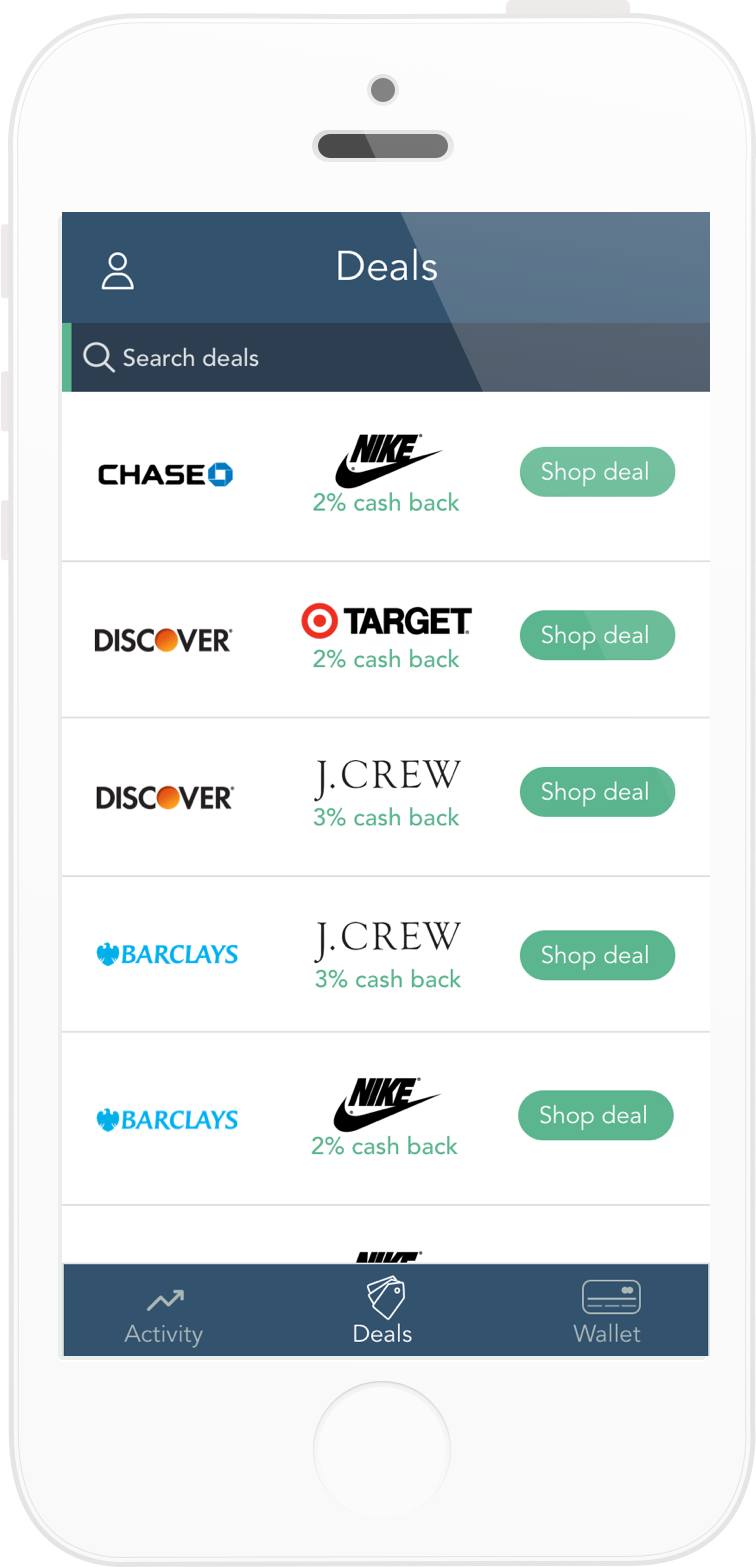 Deals
Search deals
CHASE
NIKE
2% cash back
Shop deal
DISCOVER
TARGET
2% cash back
Shop deal
DISCOVER
J.CREW
3% cash back
Shop deal
BARCLAYS
J.CREW
3% cash back
Shop deal
BARCLAYS
NIKE
2% cash back
Shop deal
NIKE
Activity
Deals
Wallet